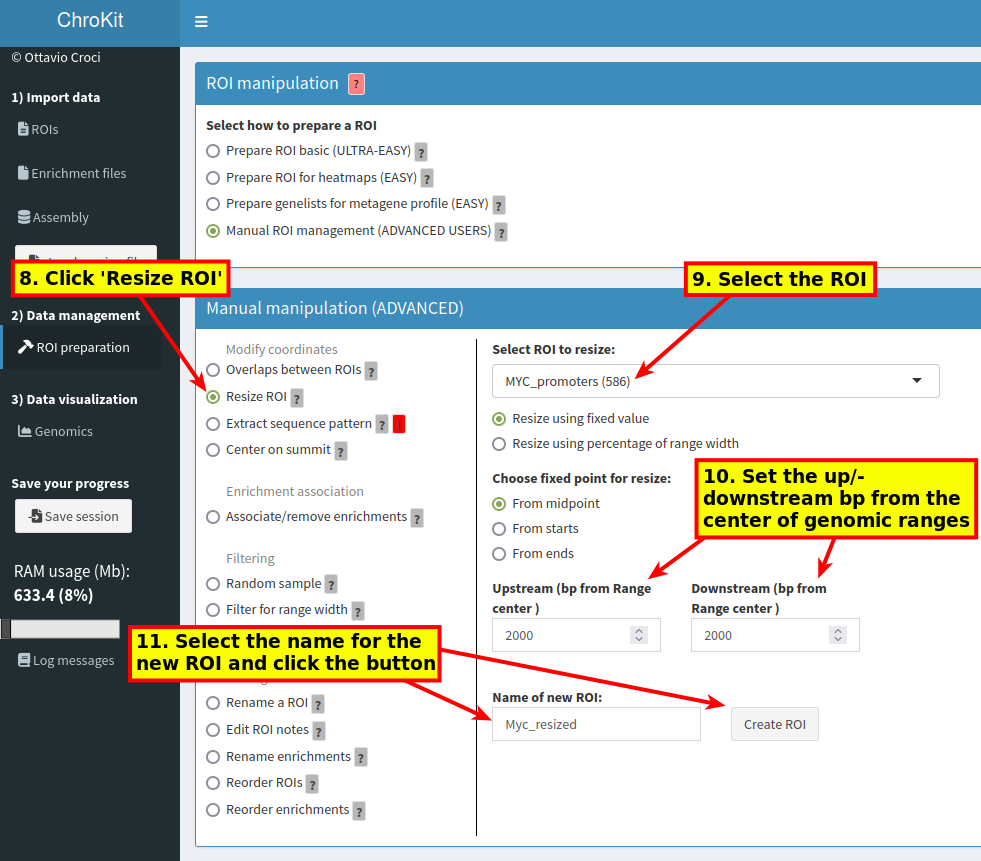 ChroKit
© Ottavio Croci
1) Import data
ROIs
Enrichment files
Assembly
8. Click 'Resize ROI'
2) Data management
ROI preparation
3) Data visualization
Genomics
Save your progress
Save session
RAM usage (Mb):
633.4 (8%)
Log messages
ROI manipulation ?
Select how to prepare a ROI
Prepare ROI basic (ULTRA-EASY) ?
Prepare ROI for heatmaps (EASY) ?
Prepare genelists for metagene profile (EASY) ?
Manual ROI management (ADVANCED USERS) ?
9. Select the ROI
Manual manipulation (ADVANCED)
Modify coordinates
Overlaps between ROIs ?
Resize ROI ?
Extract sequence pattern ?
Center on summit ?
Enrichment association
Associate/remove enrichments ?
Filtering
Random sample ?
Filter for range width ?
11. Select the name for the
new ROI and click the button
Rename a ROI ?
Edit ROI notes ?
Rename enrichments ?
Reorder ROIs ?
Reorder enrichments ?
Select ROI to resize:
MYC_promoters (586)
Resize using fixed value
Resize using percentage of range width
Choose fixed point for resize:
From midpoint
From starts
From ends
10. Set the up/-
downstream bp from the
center of genomic ranges
Upstream (bp from Range
center )
2000
Downstream (bp from
Range center )
2000
Name of new ROI:
Myc_resized
Create ROI